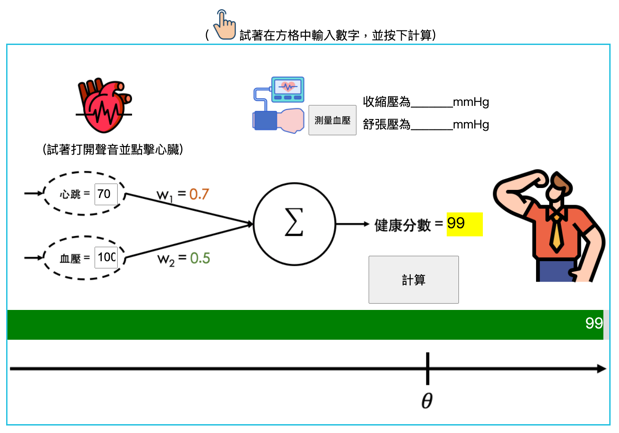 ( 試著在方格中輸入數字，並按下計算)
收縮壓為______mmHg
測量血壓
舒張壓為______mmHg
(試著打開聲音並點擊心臟)
心跳 = 70
w₁ = 0.7
∑
健康分數 = 99
血壓 = 100
w₂ = 0.5
計算
99
θ